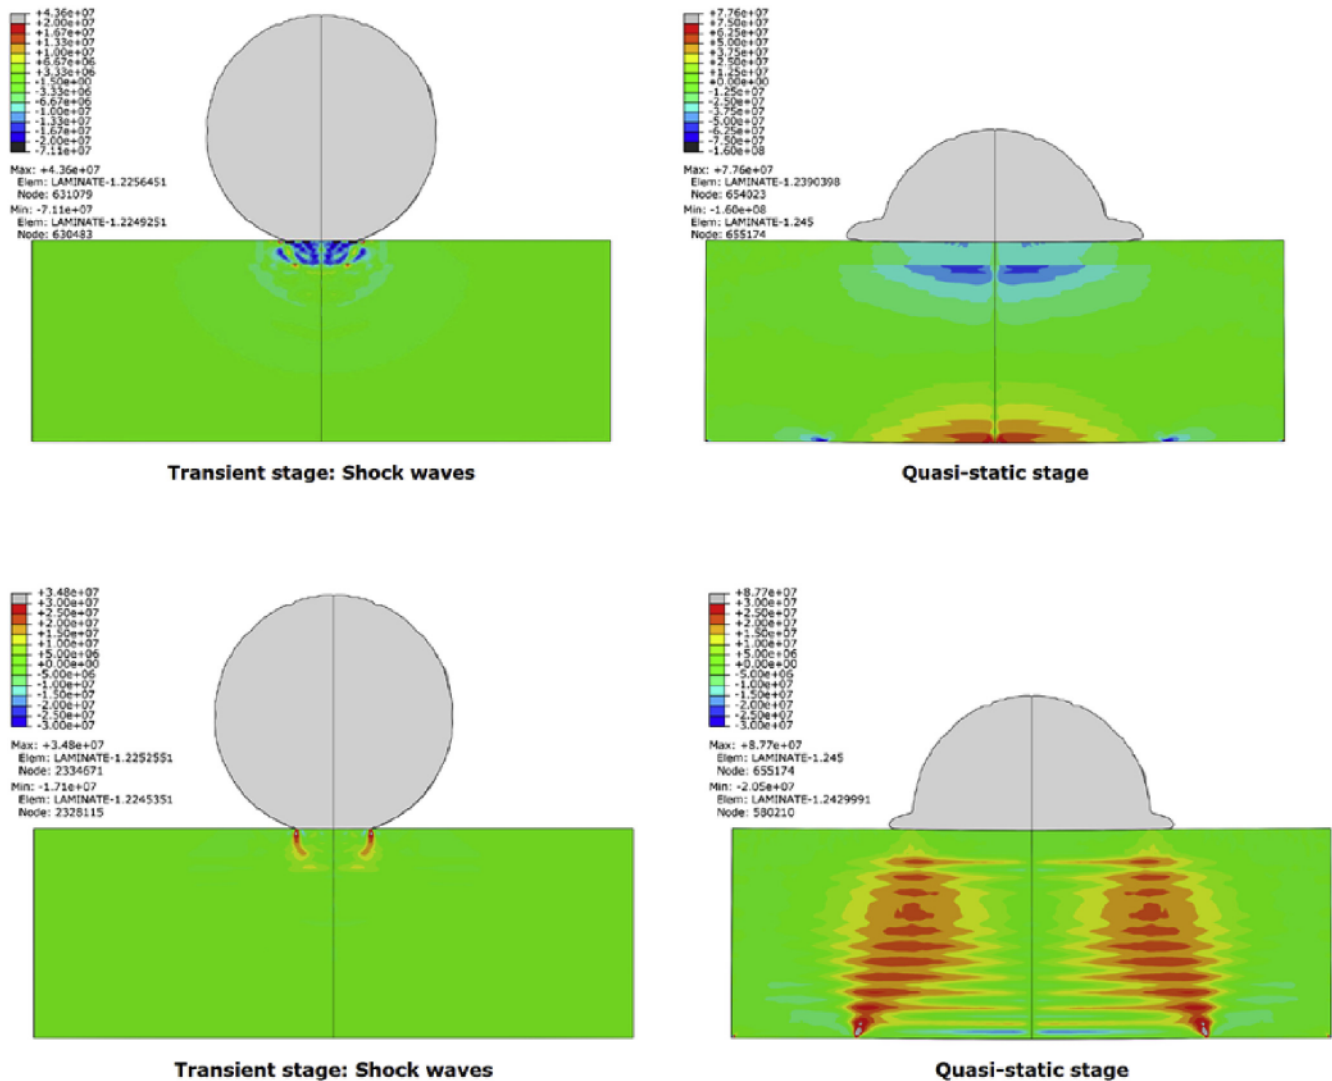 +4.36e+07
+2.00e+07
+1.67e+07
+1.33e+07
+1.00e+07
+6.67e+06
+3.33e+06
-1.50e+00
-3.33e+06
-6.67e+06
-1.00e+07
-1.33e+07
-1.67e+07
-2.00e+07
-7.11e+07
Max: +4.36e+07
Elem: LAMINATE-1.2256451
Node: 631079
Min: -7.11e+07
Elem: LAMINATE-1.2249251
Node: 630483
Transient stage: Shock waves
+7.76e+07
+7.50e+07
+6.25e+07
+5.00e+07
+3.75e+07
+2.50e+07
+1.25e+07
+0.00e+00
-1.25e+07
-2.50e+07
-3.75e+07
-5.00e+07
-6.25e+07
-7.50e+07
-1.60e+08
Max: +7.76e+07
Elem: LAMINATE-1.2390398
Node: 654023
Min: -1.60e+08
Elem: LAMINATE-1.245
Node: 655174
Quasi-static stage
+3.48e+07
+3.00e+07
+2.50e+07
+2.00e+07
+1.50e+07
+1.00e+07
+5.00e+06
+0.00e+00
-5.00e+06
-1.00e+07
-1.50e+07
-2.00e+07
-2.50e+07
-3.00e+07
Max: +3.48e+07
Elem: LAMINATE-1.2252551
Node: 2334671
Min: -1.71e+07
Elem: LAMINATE-1.2245351
Node: 2328115
Transient stage: Shock waves
+8.77e+07
+3.00e+07
+2.50e+07
+2.00e+07
+1.50e+07
+1.00e+07
+5.00e+06
+0.00e+00
-5.00e+06
-1.00e+07
-1.50e+07
-2.00e+07
-2.50e+07
-3.00e+07
Max: +8.77e+07
Elem: LAMINATE-1.245
Node: 655174
Min: -2.05e+07
Elem: LAMINATE-1.2429991
Node: 580210
Quasi-static stage